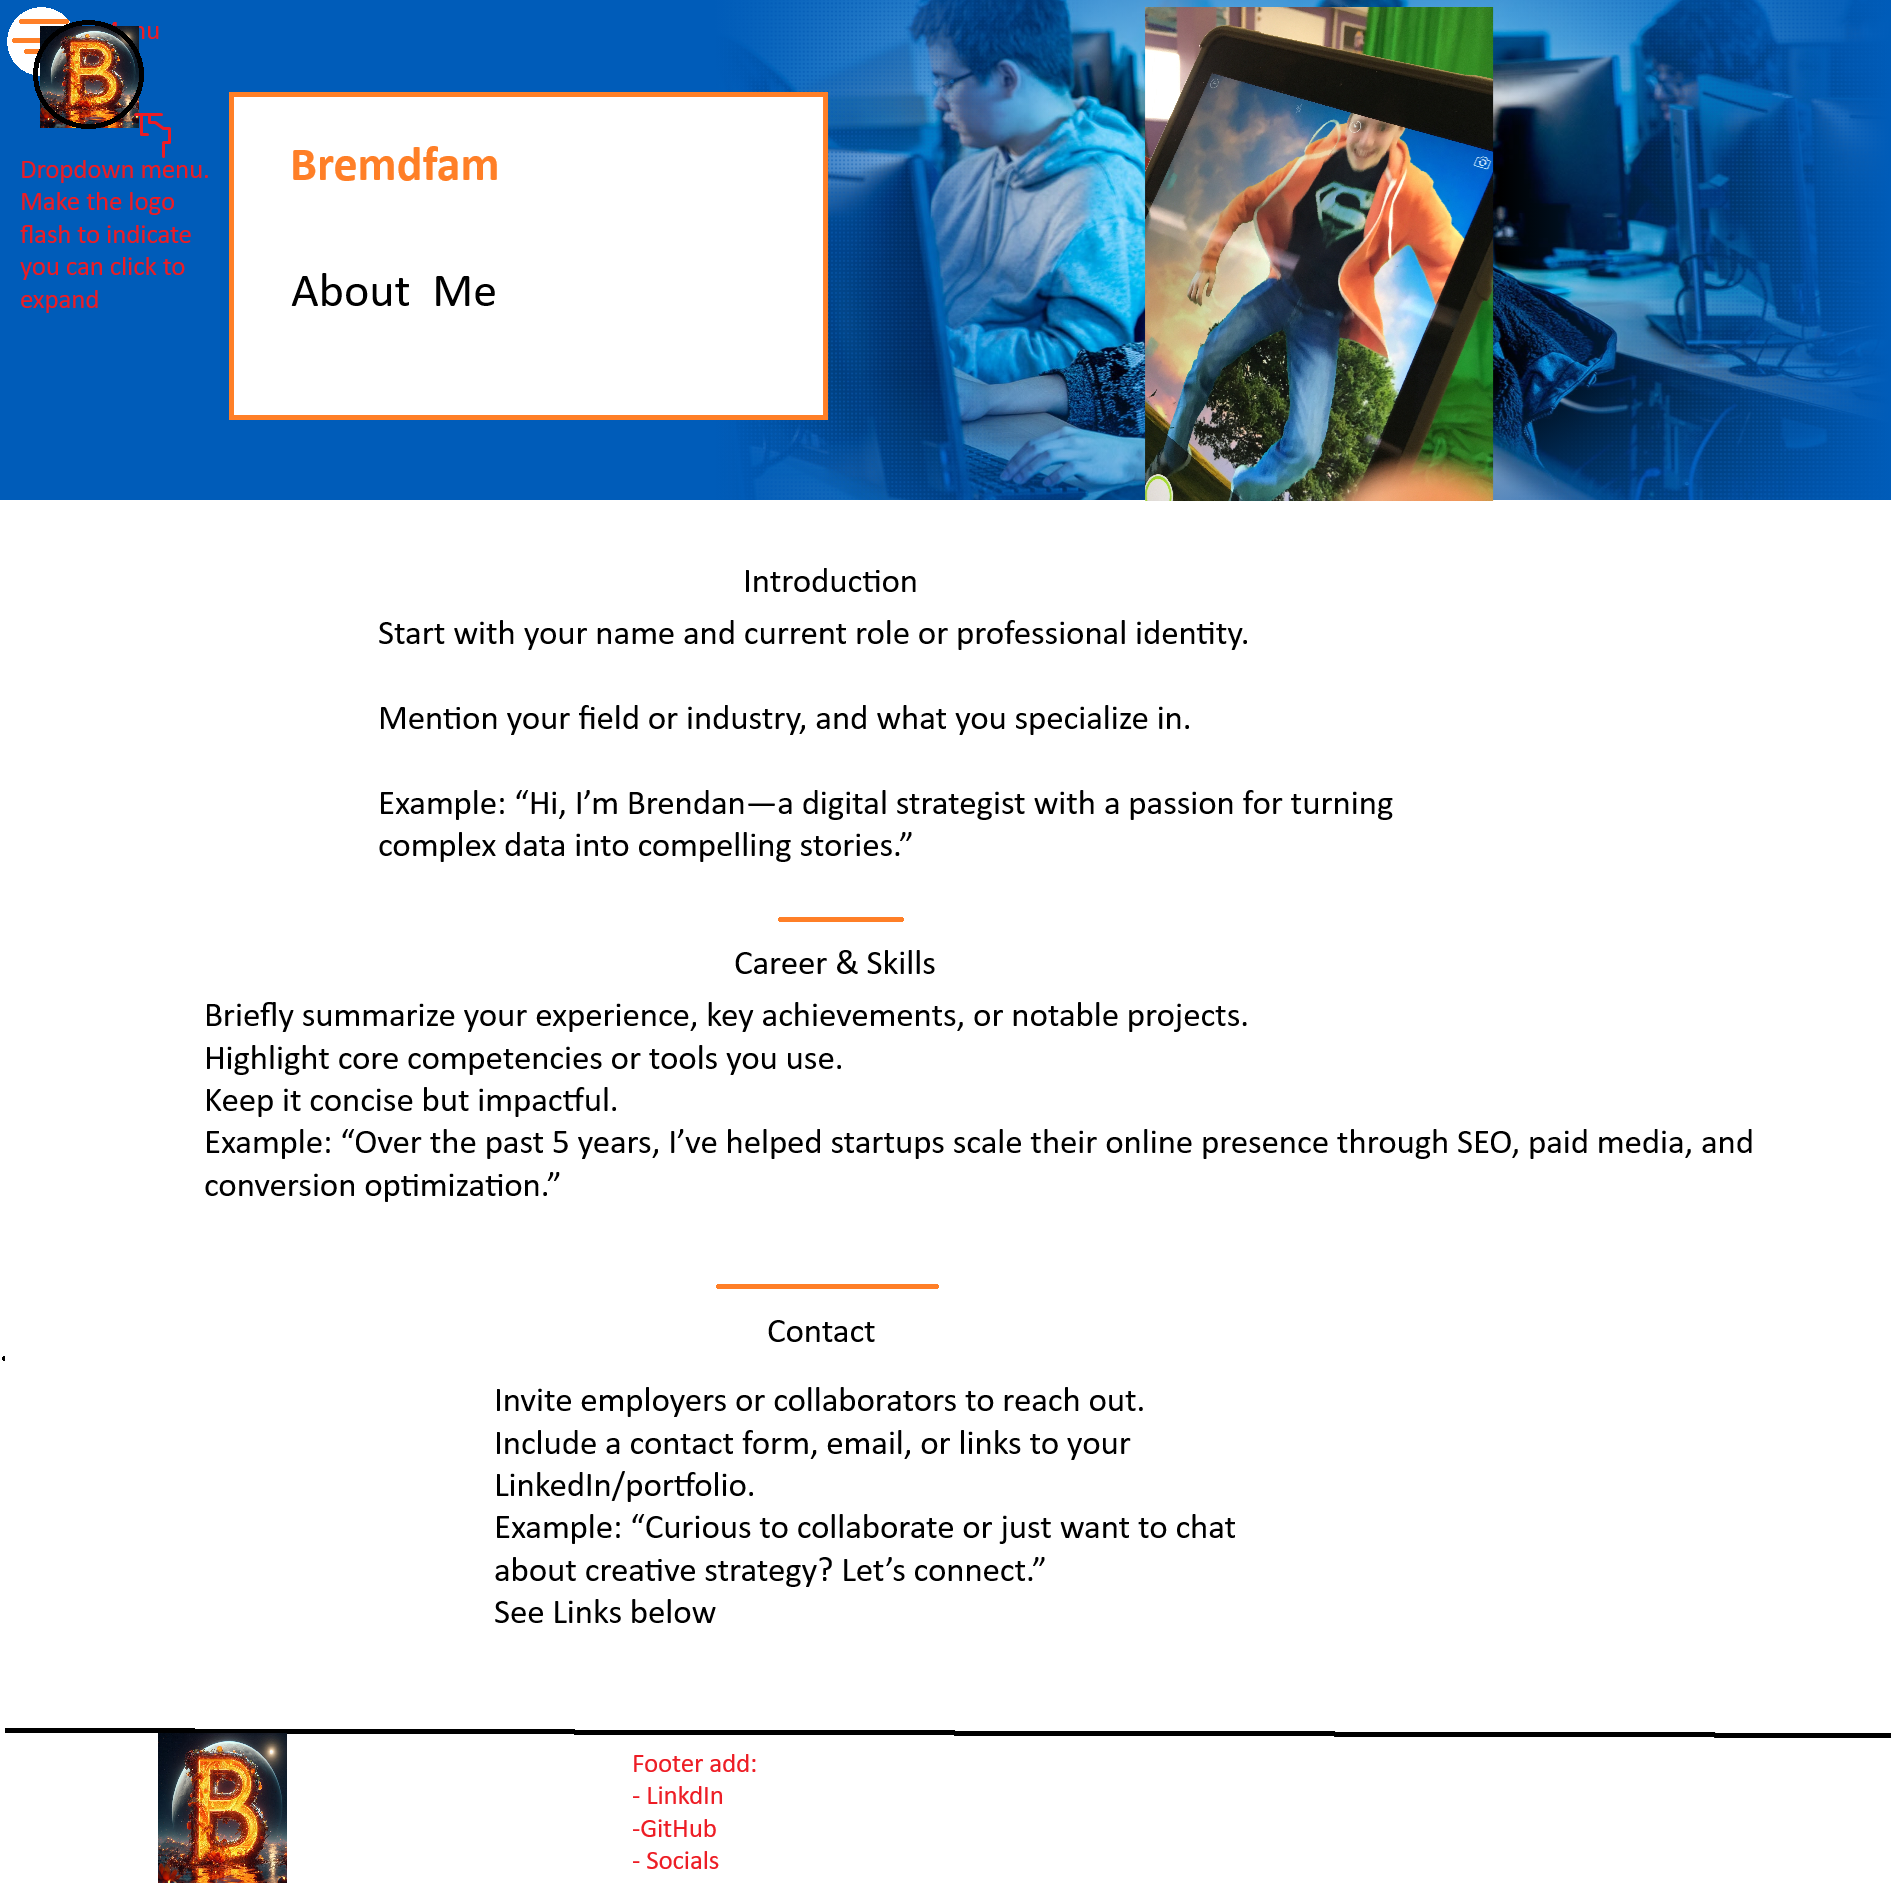 B
Dropdown menu.
Make the logo
flash to indicate
you can click to
expand
Bremdfam
About Me
S
Introduction
Start with your name and current role or professional identity.
Mention your field or industry, and what you specialize in.
Example: “Hi, I’m Brendan—a digital strategist with a passion for turning
complex data into compelling stories.”
Career & Skills
Briefly summarize your experience, key achievements, or notable projects.
Highlight core competencies or tools you use.
Keep it concise but impactful.
Example: “Over the past 5 years, I’ve helped startups scale their online presence through SEO, paid media, and
conversion optimization.”
Contact
Invite employers or collaborators to reach out.
Include a contact form, email, or links to your
LinkedIn/portfolio.
Example: “Curious to collaborate or just want to chat
about creative strategy? Let’s connect.”
See Links below
B
Footer add:
- LinkdIn
-GitHub
- Socials